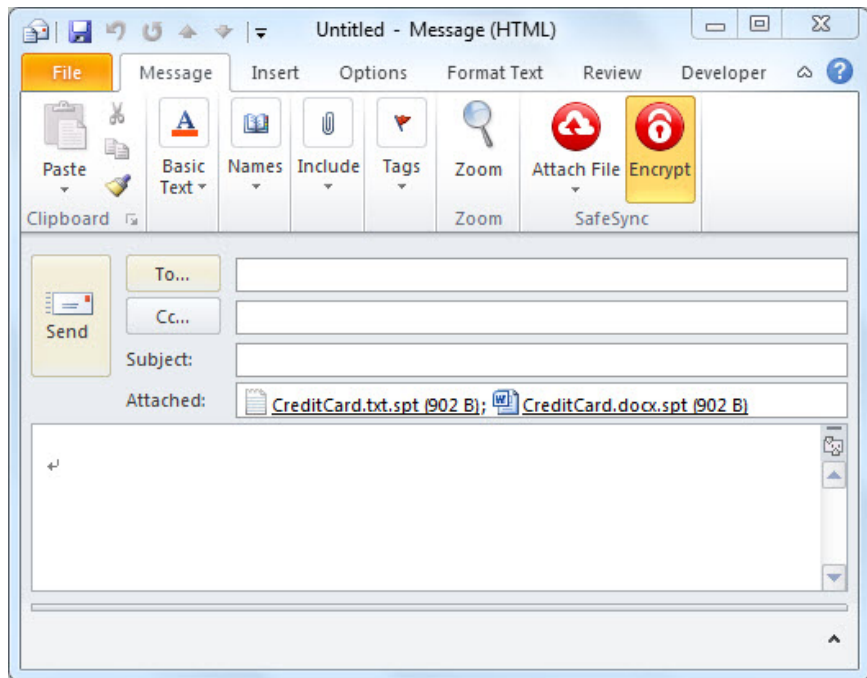 Untitled - Message (HTML)
File Message Insert Options Format Text Review Developer
Paste Basic Text Names Include Tags Zoom Attach File Encrypt
Clipboard Zoom SafeSync
To...
Cc...
Send
Subject:
Attached: CreditCard.txt.spt (902 B); CreditCard.docx.spt (902 B)